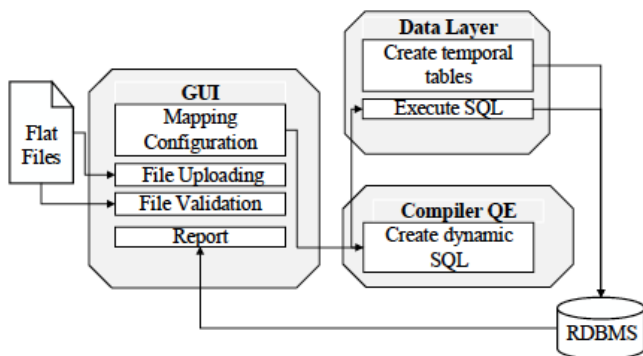 Data Layer
Create temporal
tables
Execute SQL
GUI
Mapping
Configuration
File Uploading
File Validation
Report
Flat
Files
Compiler QE
Create dynamic
SQL
RDBMS